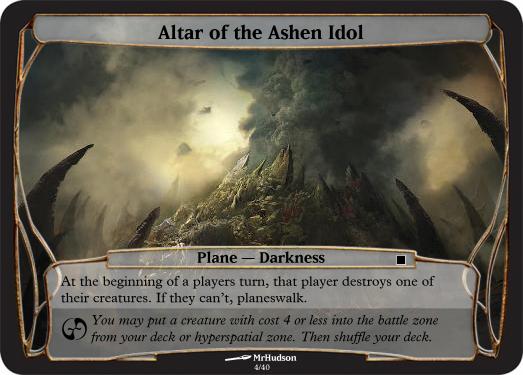 Altar of the Ashen Idol
Plane — Darkness
At the beginning of a players turn, that player destroys one of
their creatures. If they can't, planeswalk.
You may put a creature with cost 4 or less into the battle zone
from your deck or hyperspatial zone. Then shuffle your deck.
MrHudson
4/40